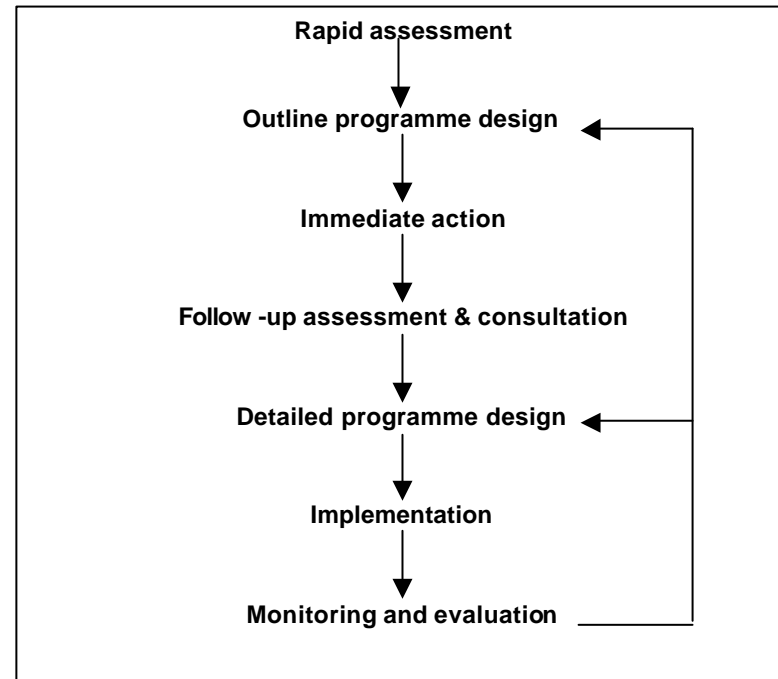 Rapid assessment
Outline programme design
Immediate action
Follow -up assessment & consultation
Detailed programme design
Implementation
Monitoring and evaluation